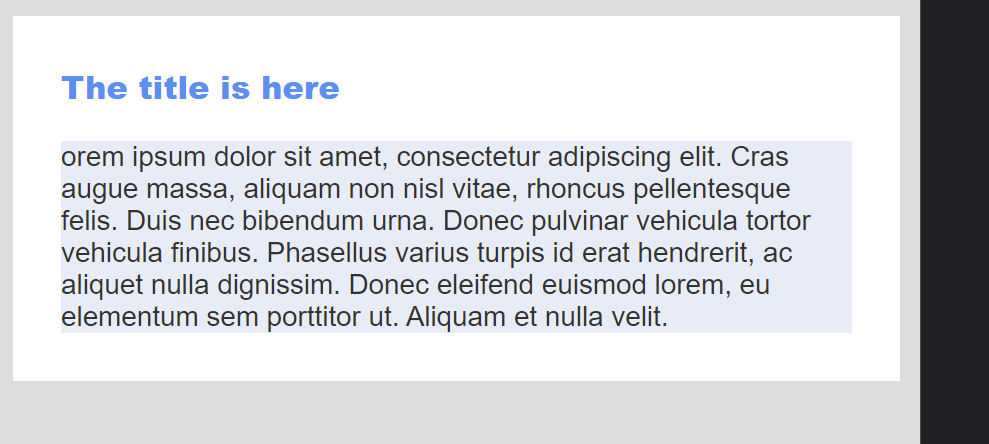 The title is here
orem ipsum dolor sit amet, consectetur adipiscing elit. Cras
augue massa, aliquam non nisl vitae, rhoncus pellentesque
felis. Duis nec bibendum urna. Donec pulvinar vehicula tortor
vehicula finibus. Phasellus varius turpis id erat hendrerit, ac
aliquet nulla dignissim. Donec eleifend euismod lorem, eu
elementum sem porttitor ut. Aliquam et nulla velit.